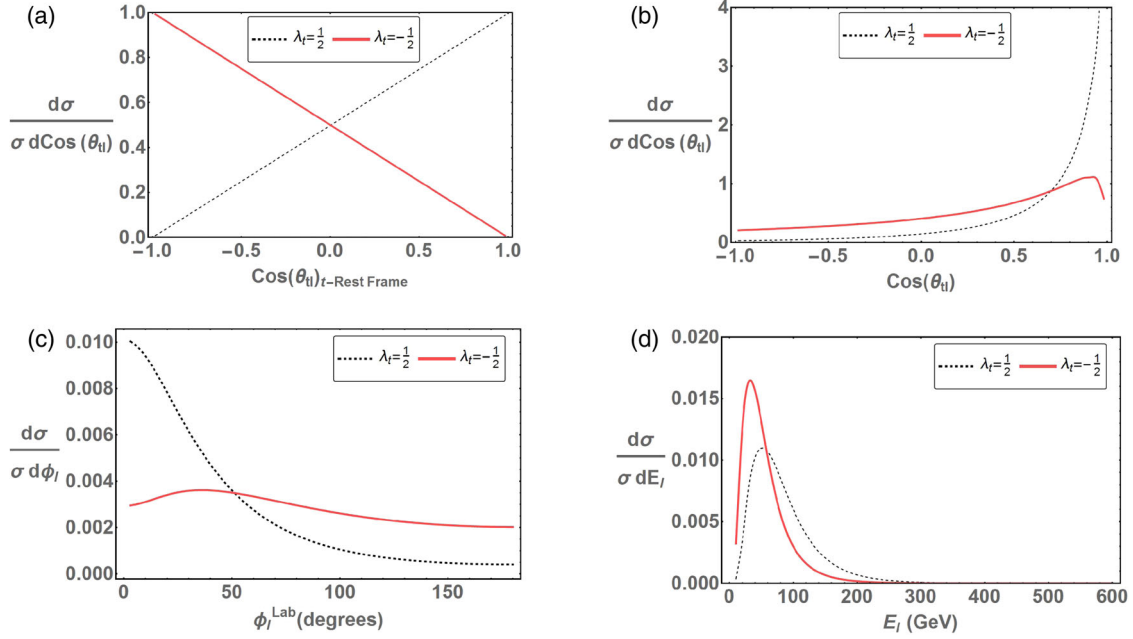 (a)
λt=1/2 λt=-1/2
dσ
σ dCos (θtl)
1.0
0.8
0.6
0.4
0.2
0.0
-1.0 -0.5 0.0 0.5 1.0
Cos(θtl)t-Rest Frame
(b)
λt=1/2 λt=-1/2
dσ
σ dCos (θtl)
4
3
2
1
0
-1.0 -0.5 0.0 0.5 1.0
Cos(θtl)
(c)
λt=1/2 λt=-1/2
dσ
σ dϕl
0.010
0.008
0.006
0.004
0.002
0.000
0 50 100 150
ϕl Lab(degrees)
(d)
λt=1/2 λt=-1/2
dσ
σ dEl
0.020
0.015
0.010
0.005
0.000
0 100 200 300 400 500 600
El (GeV)